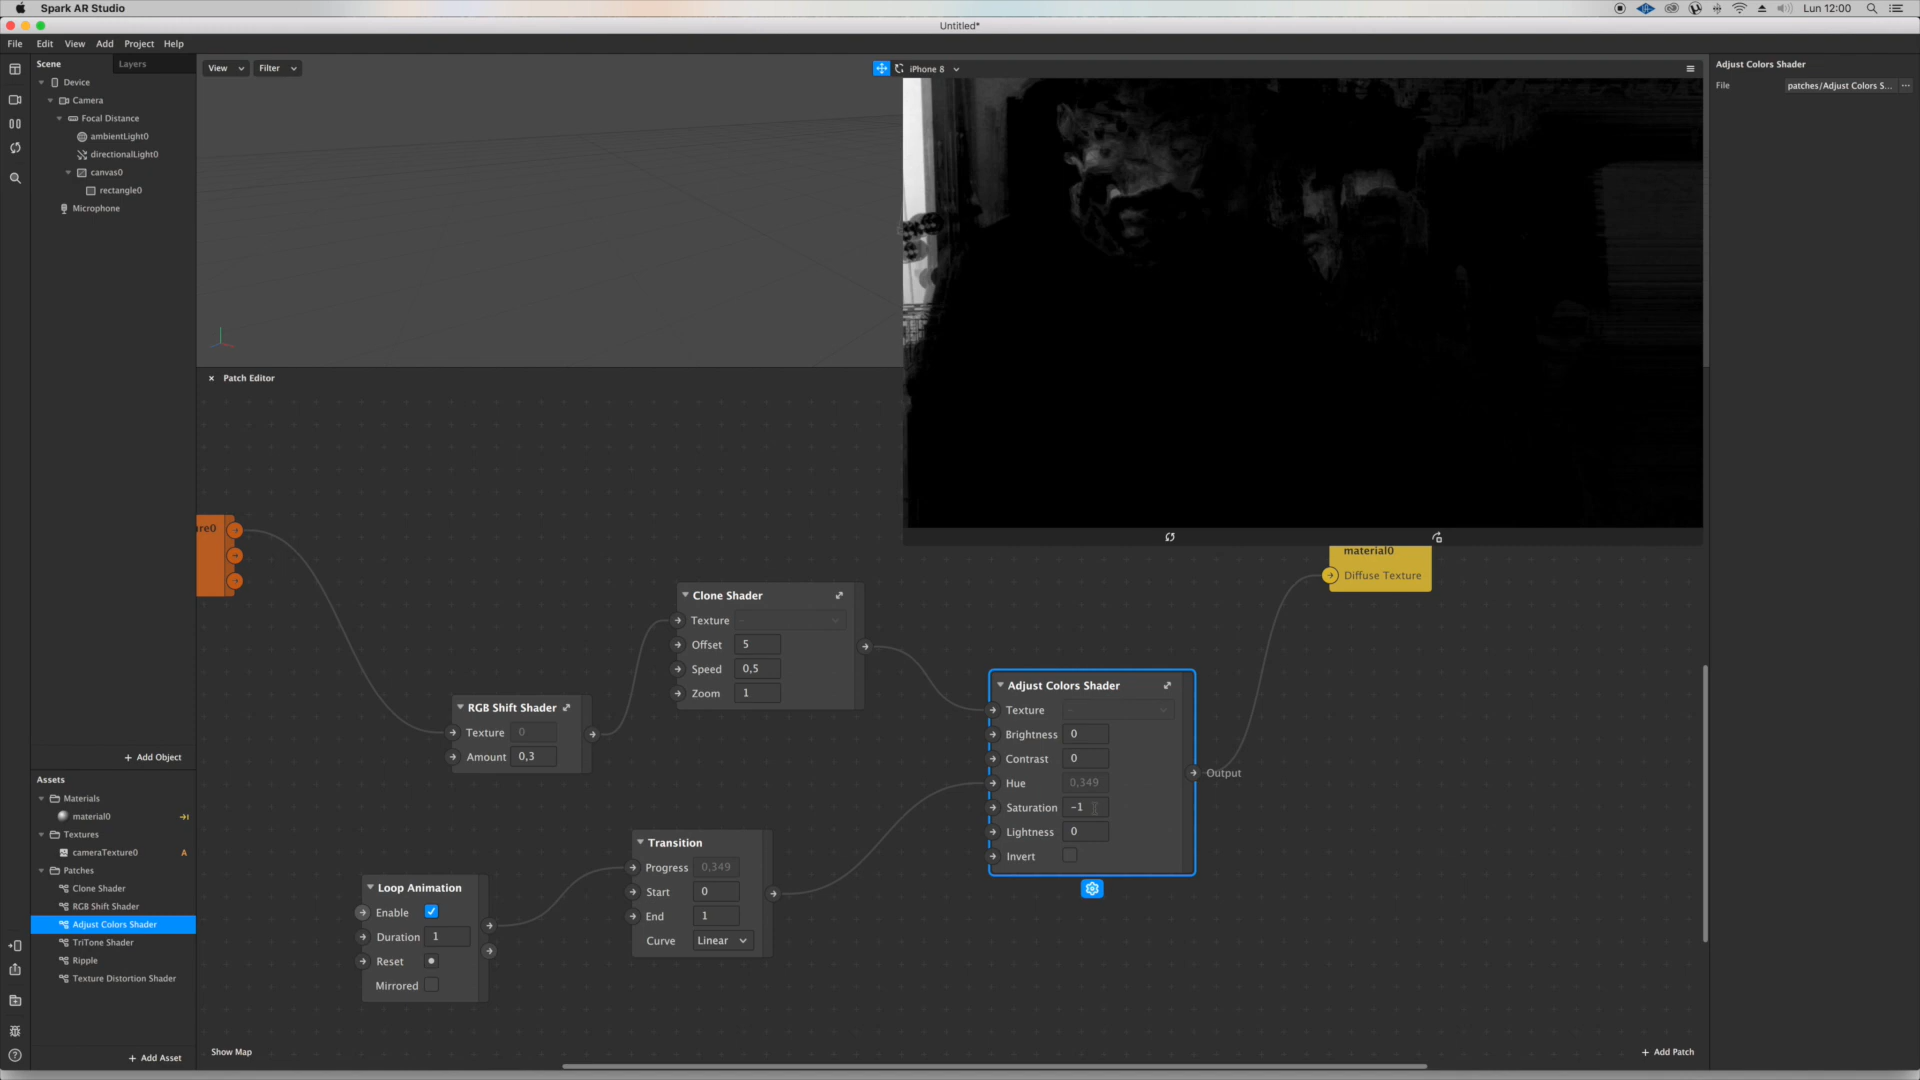 Spark AR Studio
Lun 12:00
Untitled*
File Edit View Add Project Help
Scene Layers
Device
Camera
Focal Distance
ambientLight0
directionalLight0
canvas0
rectangle0
Microphone
+ Add Object
Assets
Materials
material0
Textures
cameraTexture0 A
Patches
Clone Shader
RGB Shift Shader
Adjust Colors Shader
TriTone Shader
Ripple
Texture Distortion Shader
+ Add Asset
View Filter
iPhone 8
Adjust Colors Shader
File patches/Adjust Colors S... ...
× Patch Editor
re0
RGB Shift Shader
Texture 0
Amount 0,3
Clone Shader
Texture -
Offset 5
Speed 0,5
Zoom 1
Loop Animation
Enable
Duration 1
Reset
Mirrored
Transition
Progress 0,349
Start 0
End 1
Curve Linear
Adjust Colors Shader
Texture -
Brightness 0
Contrast 0
Hue 0,349
Saturation -1
Lightness 0
Invert
Output
material0
Diffuse Texture
Show Map
+ Add Patch